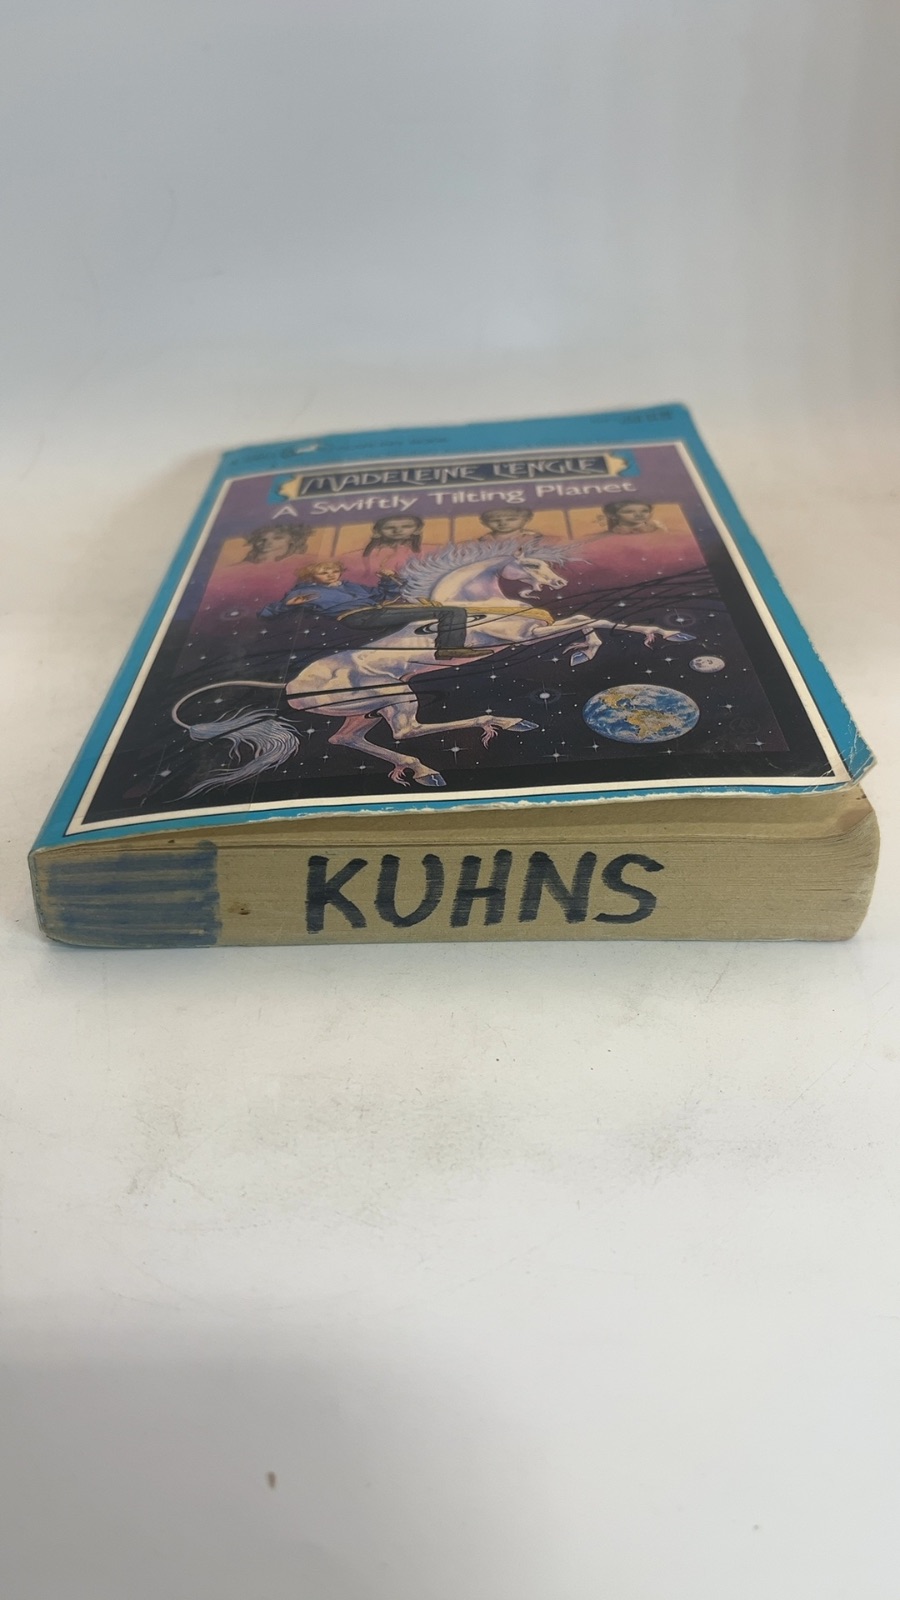 MADELEINE L'ENGLE
A Swiftly Tilting Planet
KUHNS